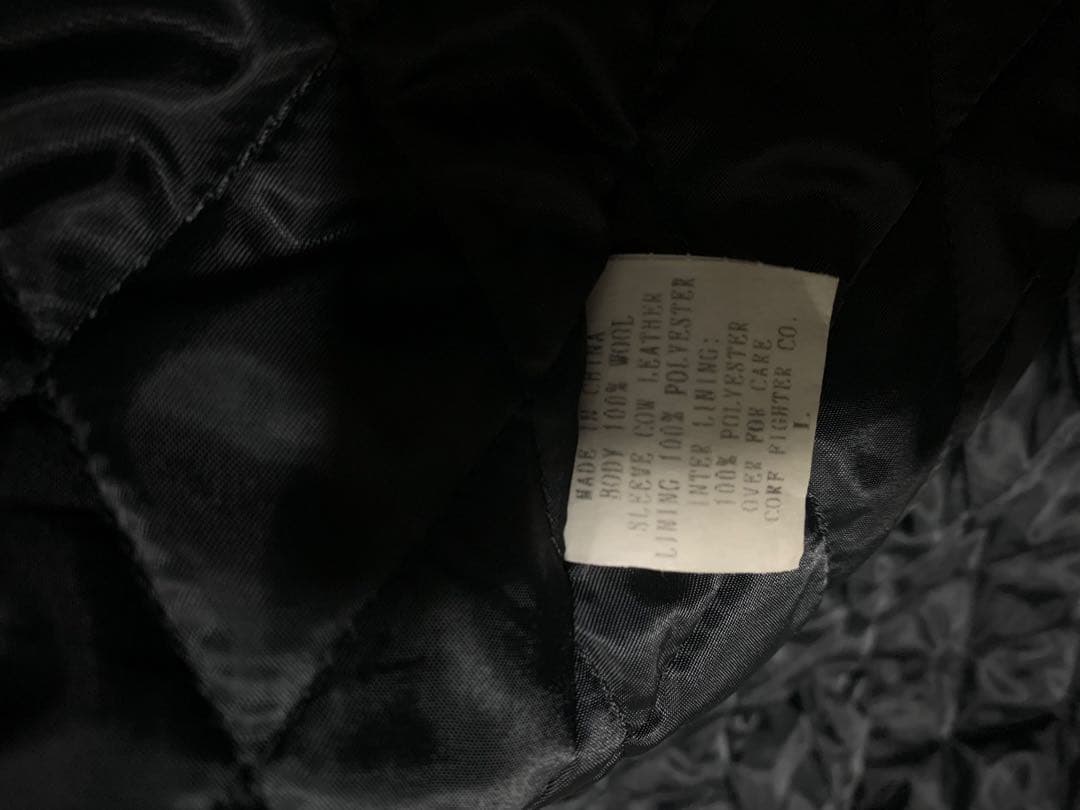 MADE IN CHINA
BODY 100% WOOL
SLEEVE COW LEATHER
LINING 100% POLYESTER
INTER LINING:
100% POLYESTER
OVER FOR CARE
CORE FIGHTER CO.
L